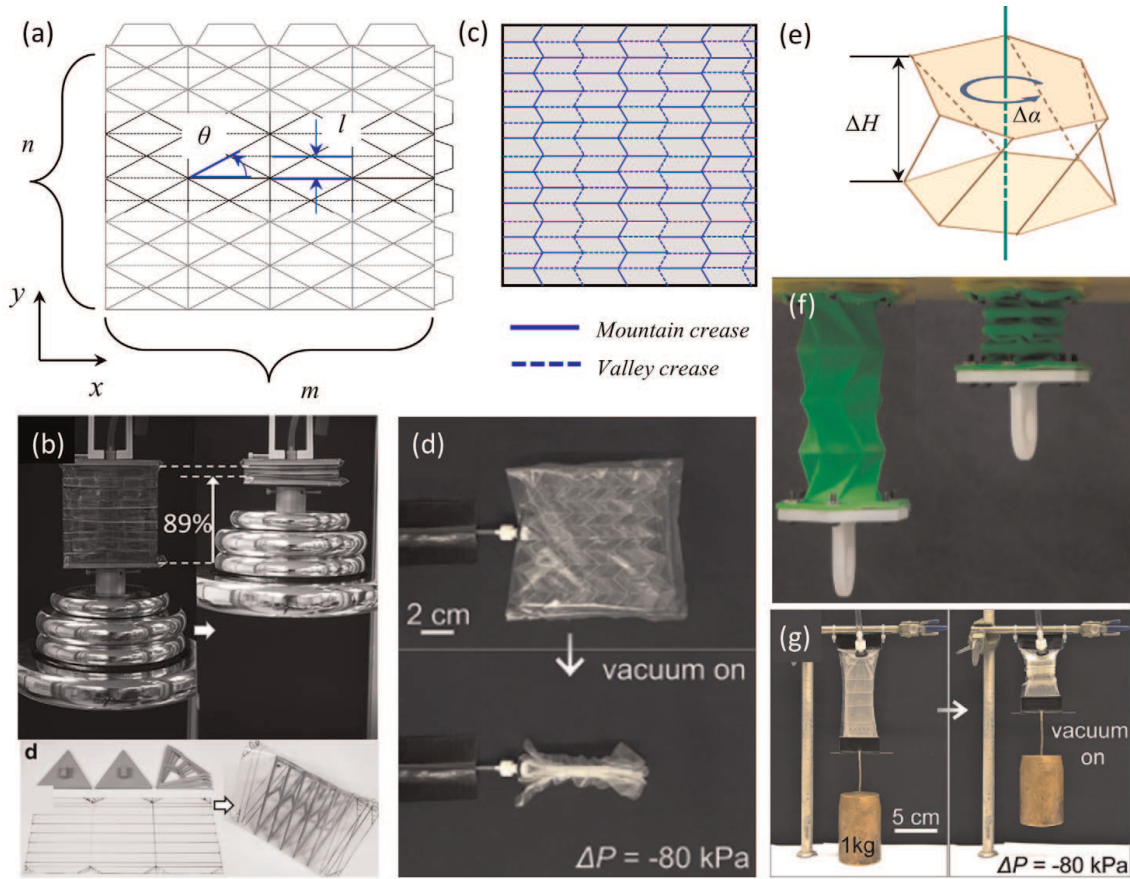 (a)
n
θ
l
y
x
m
(c)
Mountain crease
Valley crease
(e)
ΔH
Δα
(b)
89%
d
(d)
2 cm
vacuum on
ΔP = -80 kPa
(f)
(g)
1kg
5 cm
vacuum
on
ΔP = -80 kPa